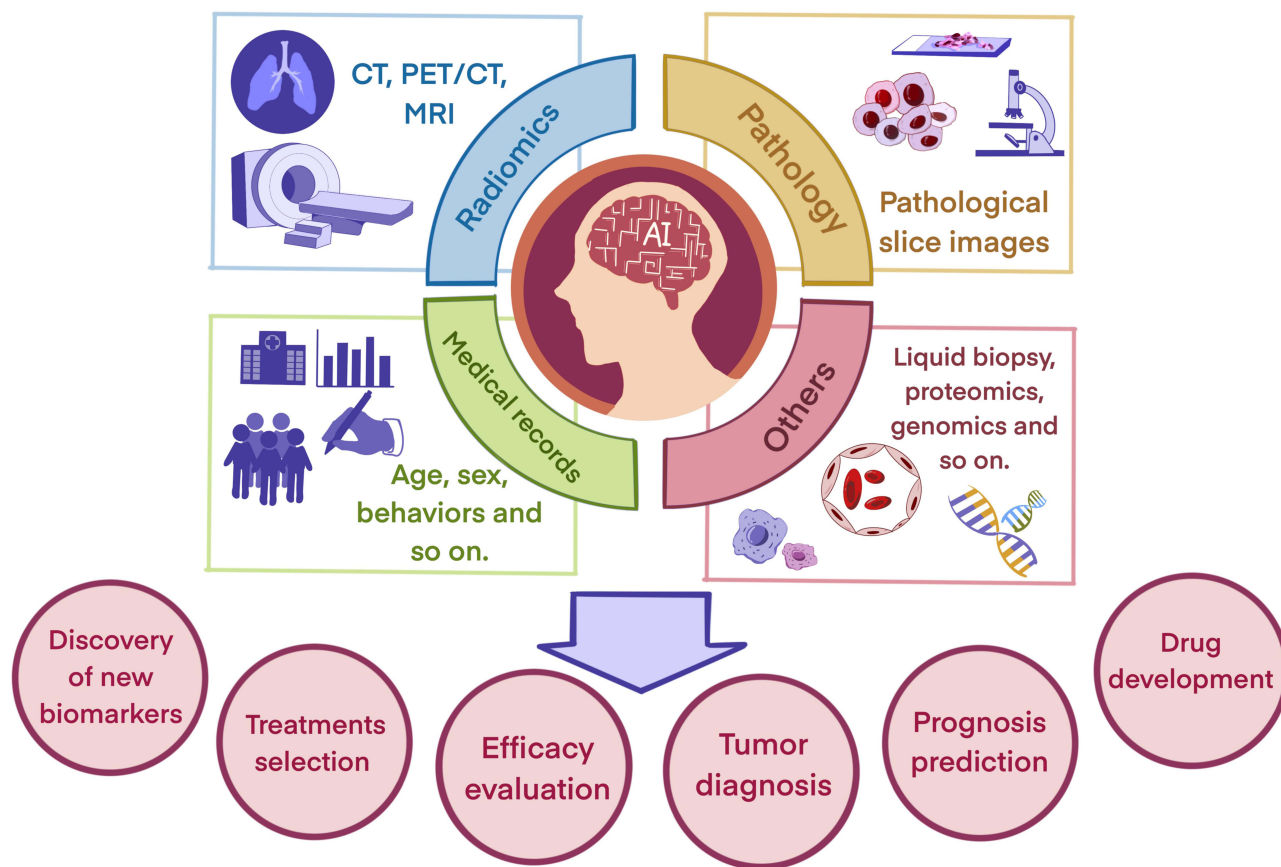 CT, PET/CT,
MRI
Radiomics
Pathology
Pathological
slice images
AI
Medical records
Age, sex,
behaviors and
so on.
Others
Liquid biopsy,
proteomics,
genomics and
so on.
Discovery
of new
biomarkers
Treatments
selection
Efficacy
evaluation
Tumor
diagnosis
Prognosis
prediction
Drug
development